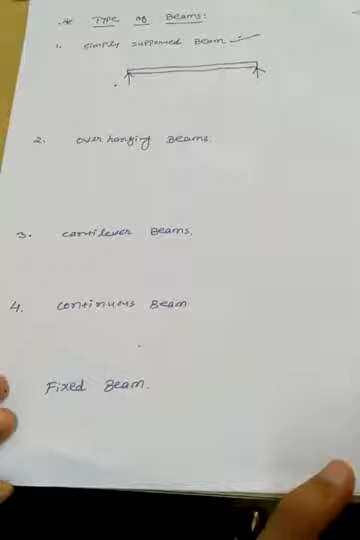 Type of Beams:
1. simply supported Beam :-
2. over hanging Beams.
3. cantilever Beams.
4. continuous Beam
Fixed Beam.